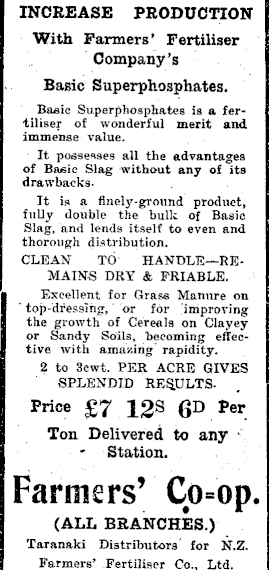 INCREASE PRODUCTION
With Farmers' Fertiliser
Company's
Basic Superphosphates.
Basic Superphosphates is a fer-
tiliser of wonderful merit and
immense value.
It possesses all the advantages
of Basic Slag without any of its
drawbacks.
It is a finely-ground product,
fully double the bulk of Basic
Slag, and lends itself to even and
thorough distribution.
CLEAN TO HANDLE—RE-
MAINS DRY & FRIABLE.
Excellent for Grass Manure on
top-dressing, or for improving
the growth of Cereals on Clayey
or Sandy Soils, becoming effec-
tive with amazing rapidity.
2 to 3cwt. PER ACRE GIVES
SPLENDID RESULTS.
Price £7 12S 6D Per
Ton Delivered to any
Station.
Farmers' Co=op.
(ALL BRANCHES.)
Taranaki Distributors for N.Z.
Farmers' Fertiliser Co., Ltd.